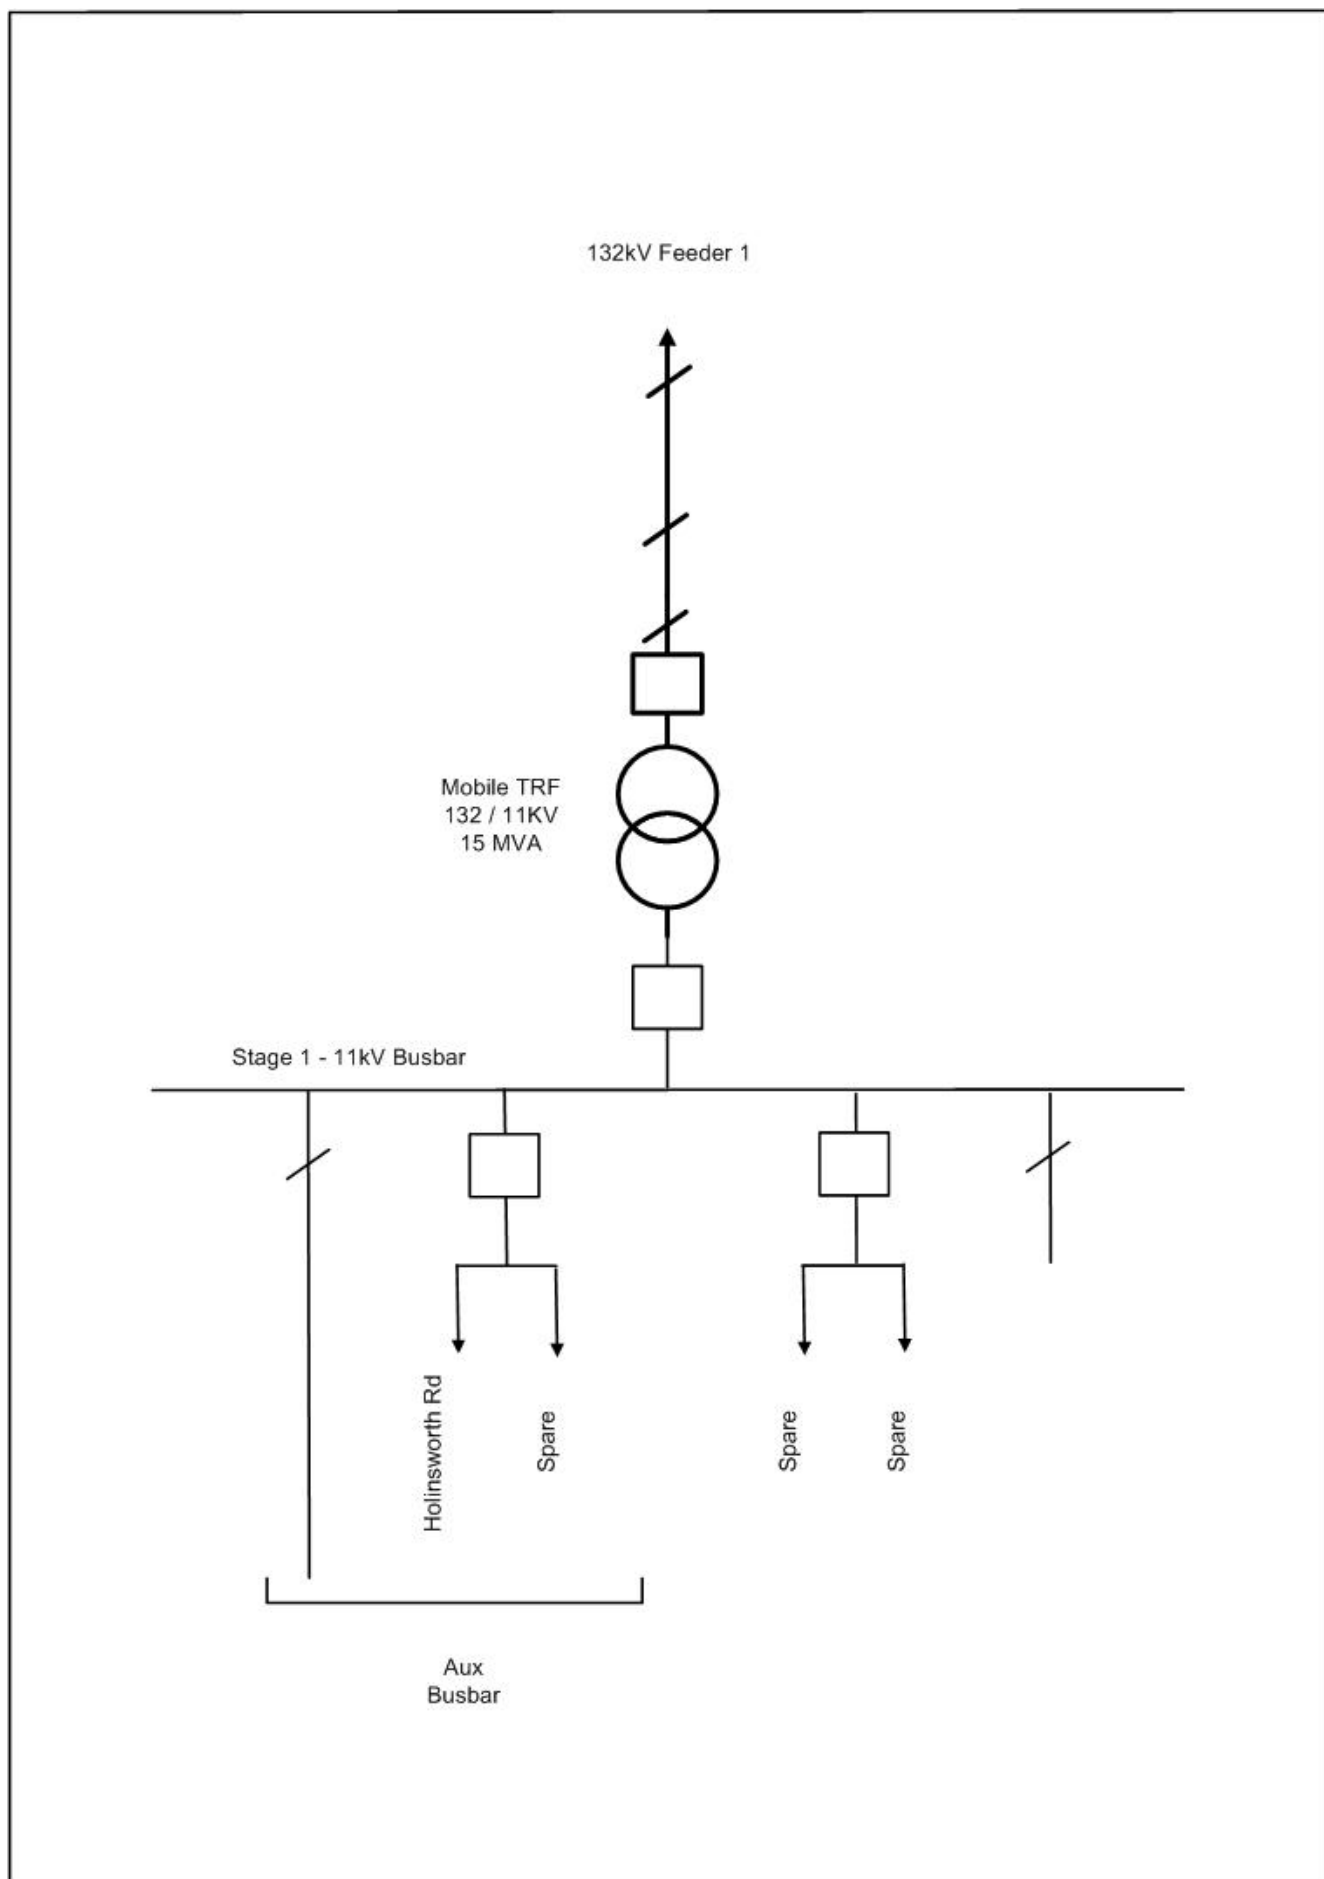 132kV Feeder 1
Mobile TRF
132 / 11KV
15 MVA
Stage 1 - 11kV Busbar
Holinsworth Rd
Spare
Spare
Spare
Aux
Busbar